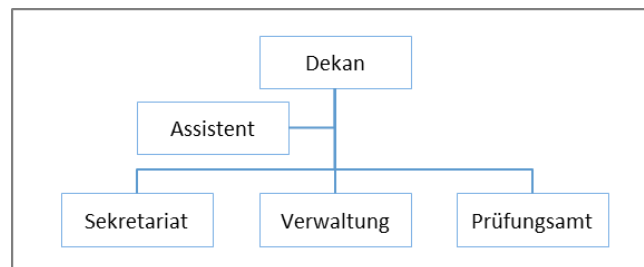 Dekan
Assistent
Sekretariat
Verwaltung
Prüfungsamt